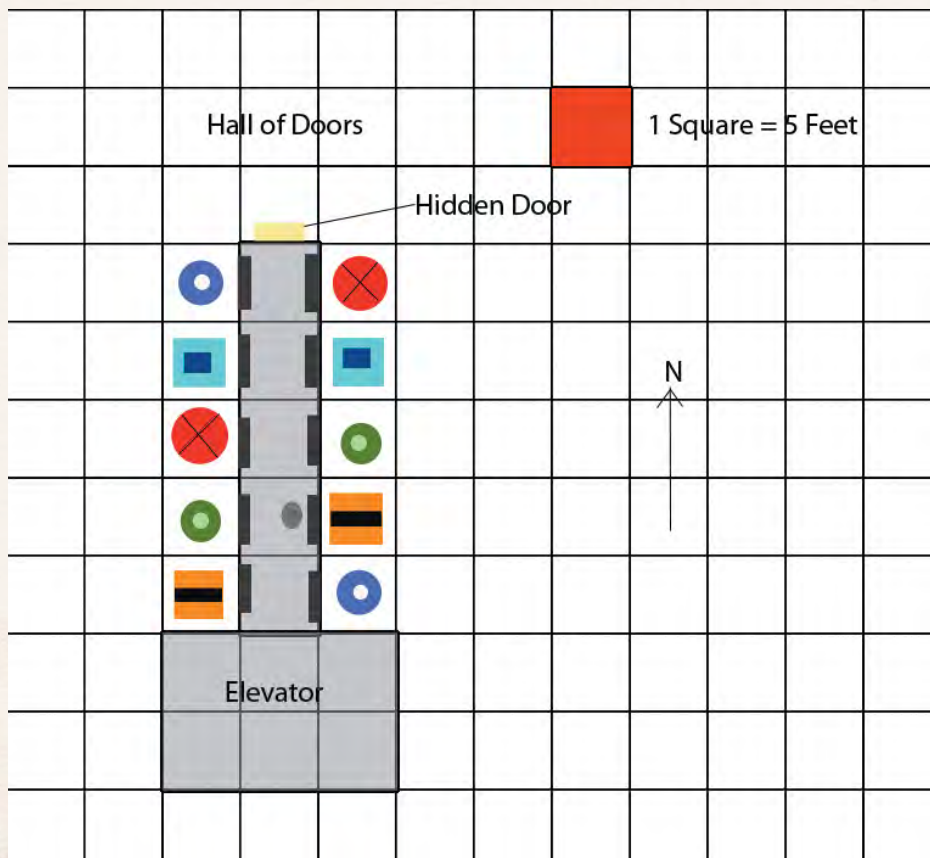 Hall of Doors
1 Square = 5 Feet
Hidden Door
N
Elevator